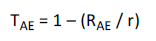 TAE = 1 – (RAE / r)